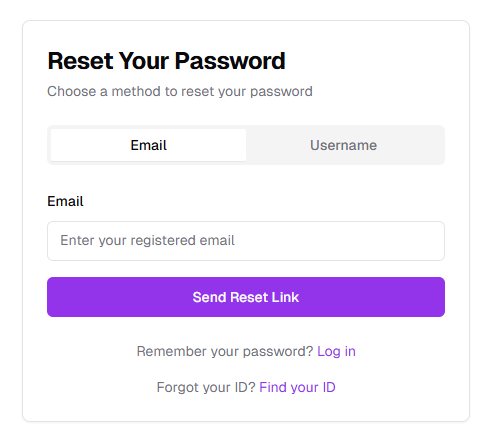 Reset Your Password
Choose a method to reset your password
Email Username
Email
Enter your registered email
Send Reset Link
Remember your password? Log in
Forgot your ID? Find your ID